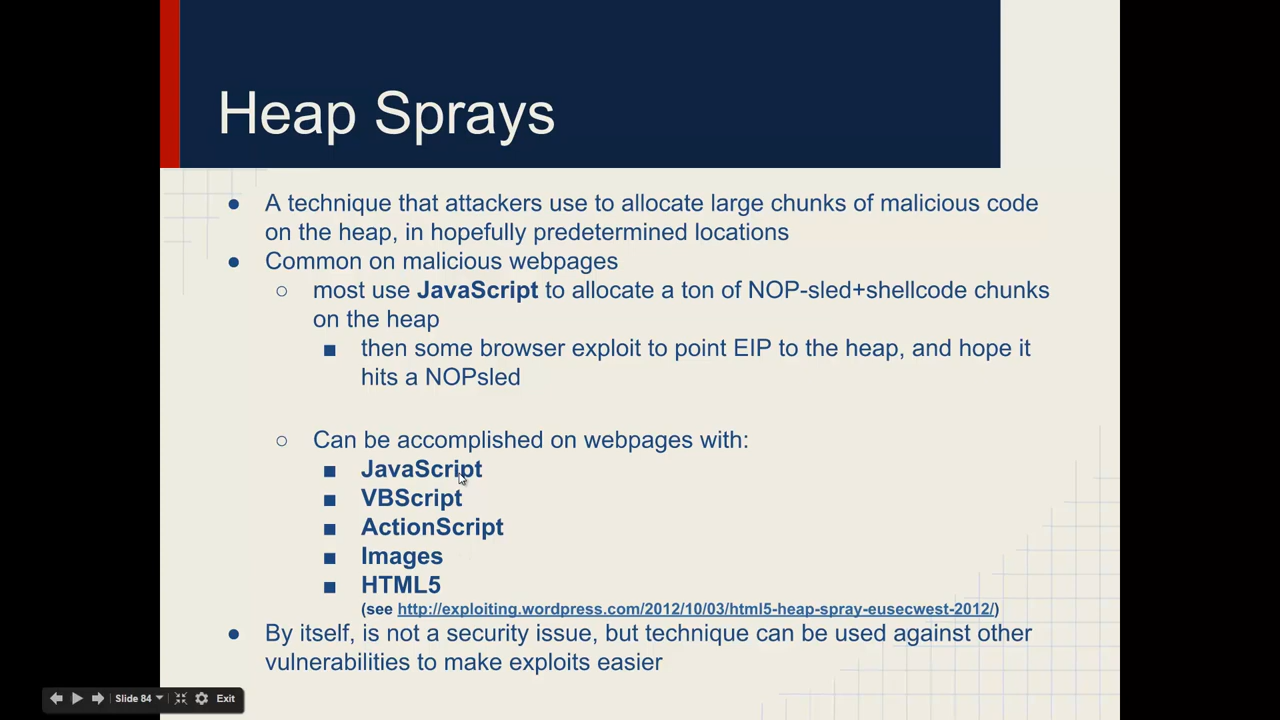 Heap Sprays
● A technique that attackers use to allocate large chunks of malicious code
on the heap, in hopefully predetermined locations
● Common on malicious webpages
○ most use JavaScript to allocate a ton of NOP-sled+shellcode chunks
on the heap
■ then some browser exploit to point EIP to the heap, and hope it
hits a NOPsled
○ Can be accomplished on webpages with:
■ JavaScript
■ VBScript
■ ActionScript
■ Images
■ HTML5
(see http://exploiting.wordpress.com/2012/10/03/html5-heap-spray-eusecwest-2012/)
● By itself, is not a security issue, but technique can be used against other
vulnerabilities to make exploits easier
Slide 84 Exit